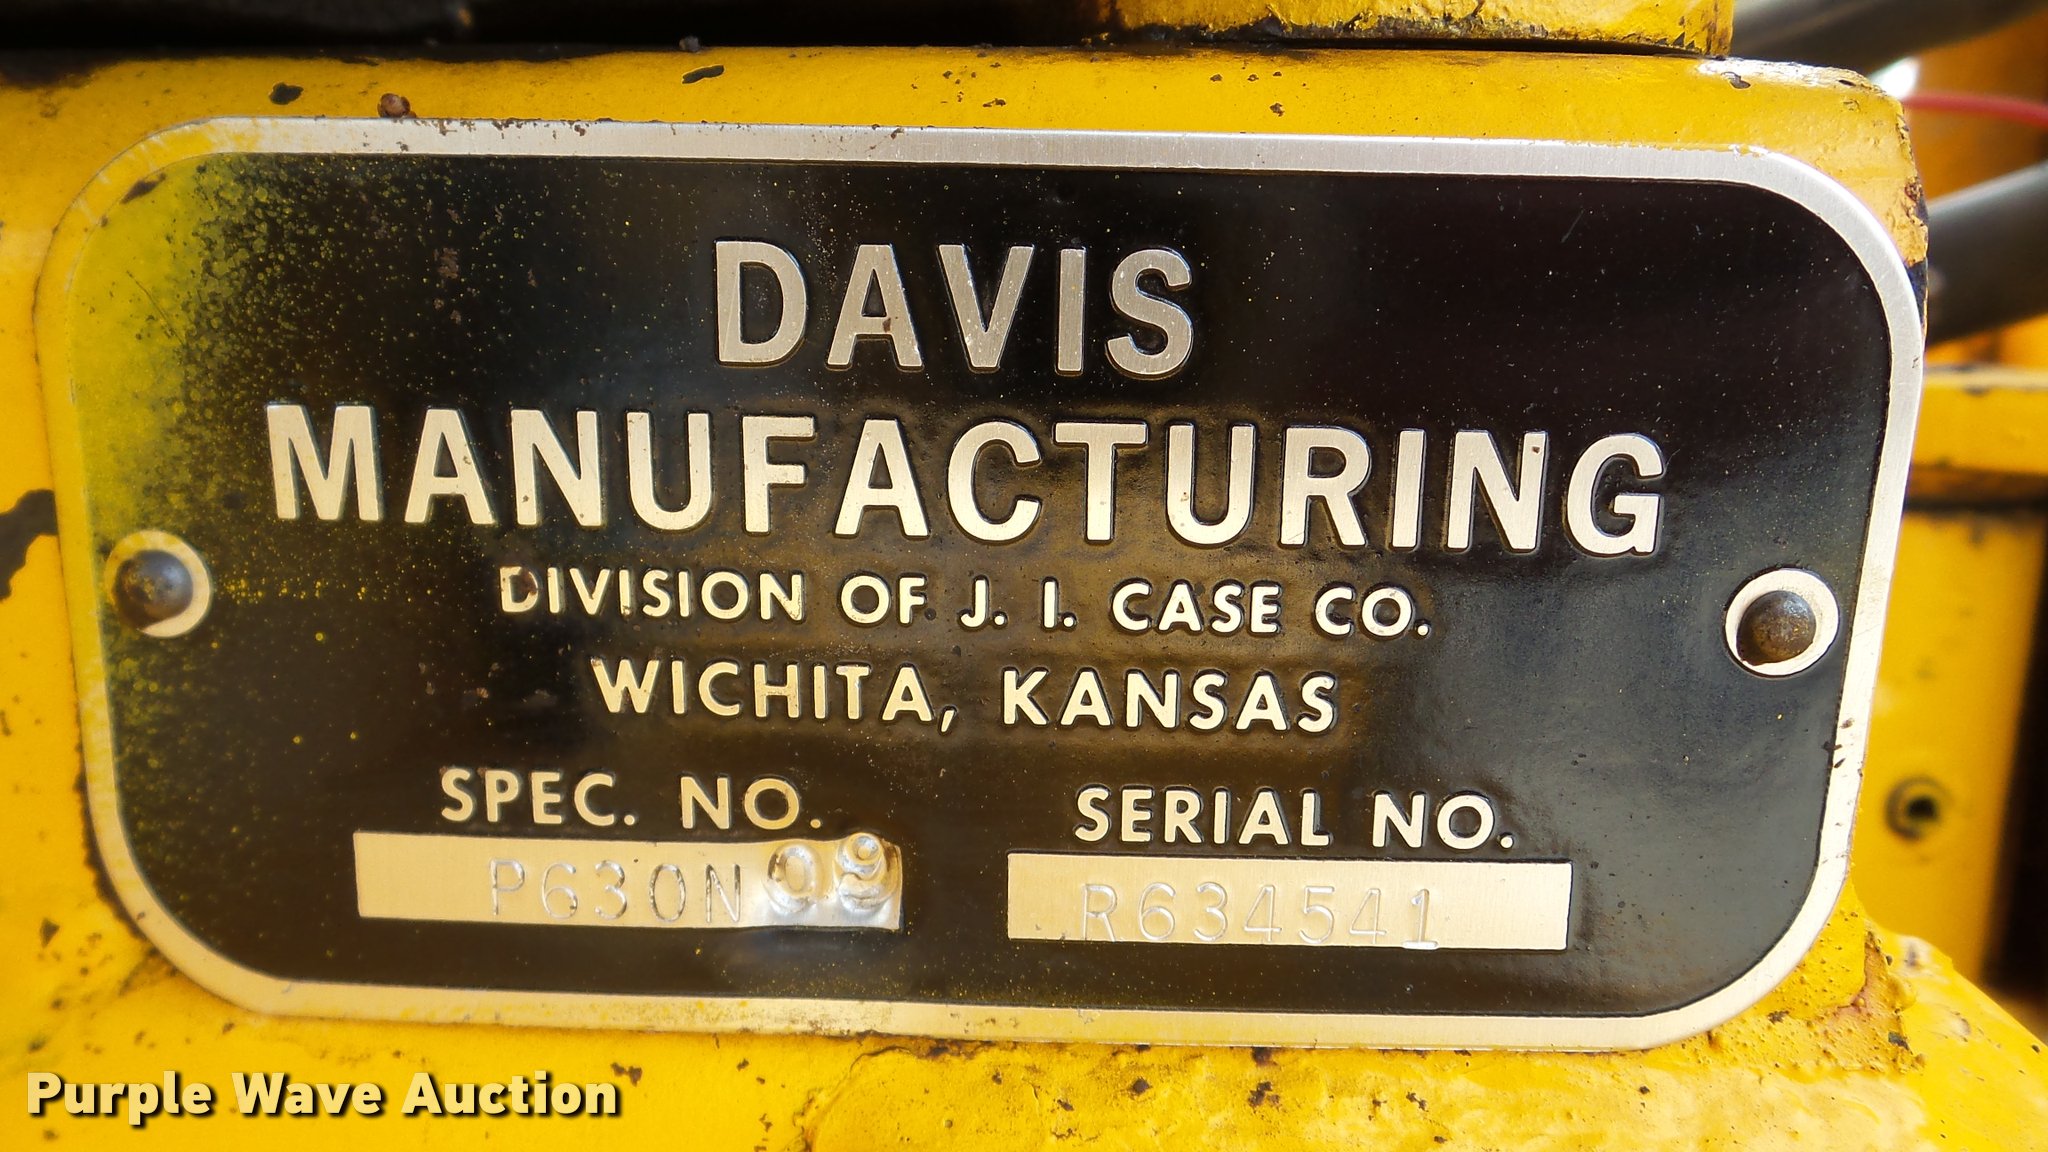 DAVIS
MANUFACTURING
DIVISION OF J. I. CASE CO.
WICHITA, KANSAS
SPEC. NO. SERIAL NO.
R634541
Purple Wave Auction